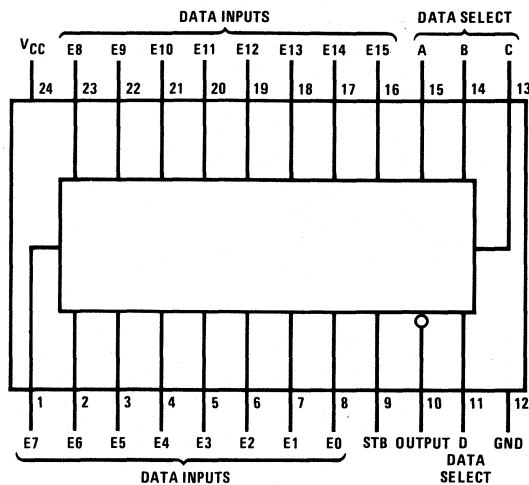 DATA INPUTS DATA SELECT
VCC E8 E9 E10 E11 E12 E13 E14 E15 A B C
24 23 22 21 20 19 18 17 16 15 14 13
1 2 3 4 5 6 7 8 9 10 11 12
E7 E6 E5 E4 E3 E2 E1 E0 STB OUTPUT D GND
DATA INPUTS DATA
SELECT